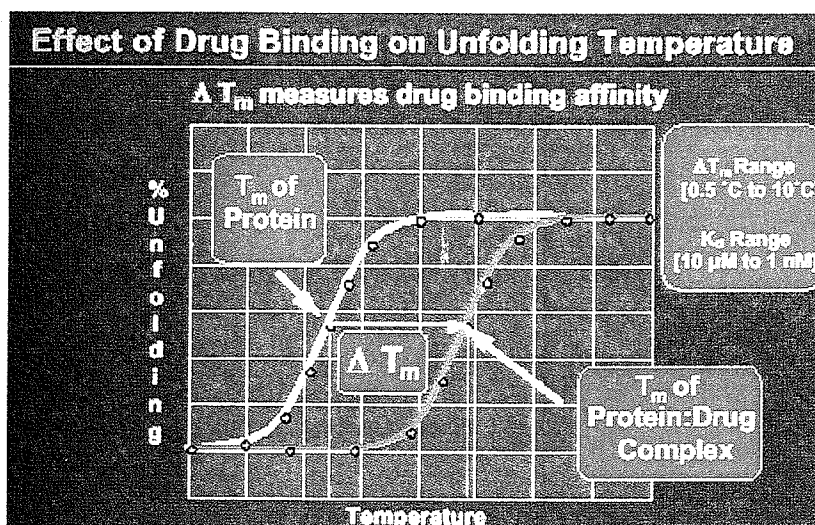 Effect of Drug Binding on Unfolding Temperature
Δ Tm measures drug binding affinity
% Unfolding
Tm of
Protein
ΔTm Range
[0.5 °C to 10°C
Kd Range
[10 µM to 1 nM]
Δ Tm
Tm of
Protein:Drug
Complex
Temperature